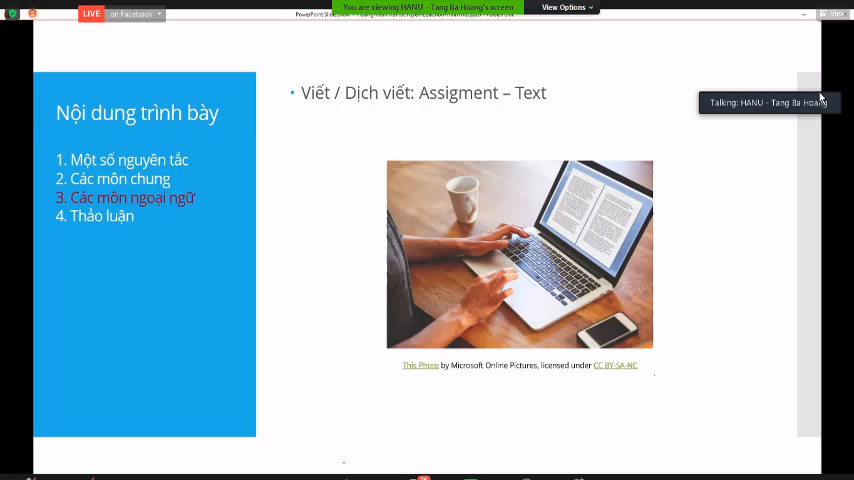 You are viewing HANU - Tang Ba Hoang's screen
View Options
LIVE
on Facebook
View
Talking: HANU - Tang Ba Hoang
Nội dung trình bày
1. Một số nguyên tắc
2. Các môn chung
3. Các môn ngoại ngữ
4. Thảo luận
• Viết / Dịch viết: Assigment – Text
This Photo by Microsoft Online Pictures, licensed under CC BY-SA-NC